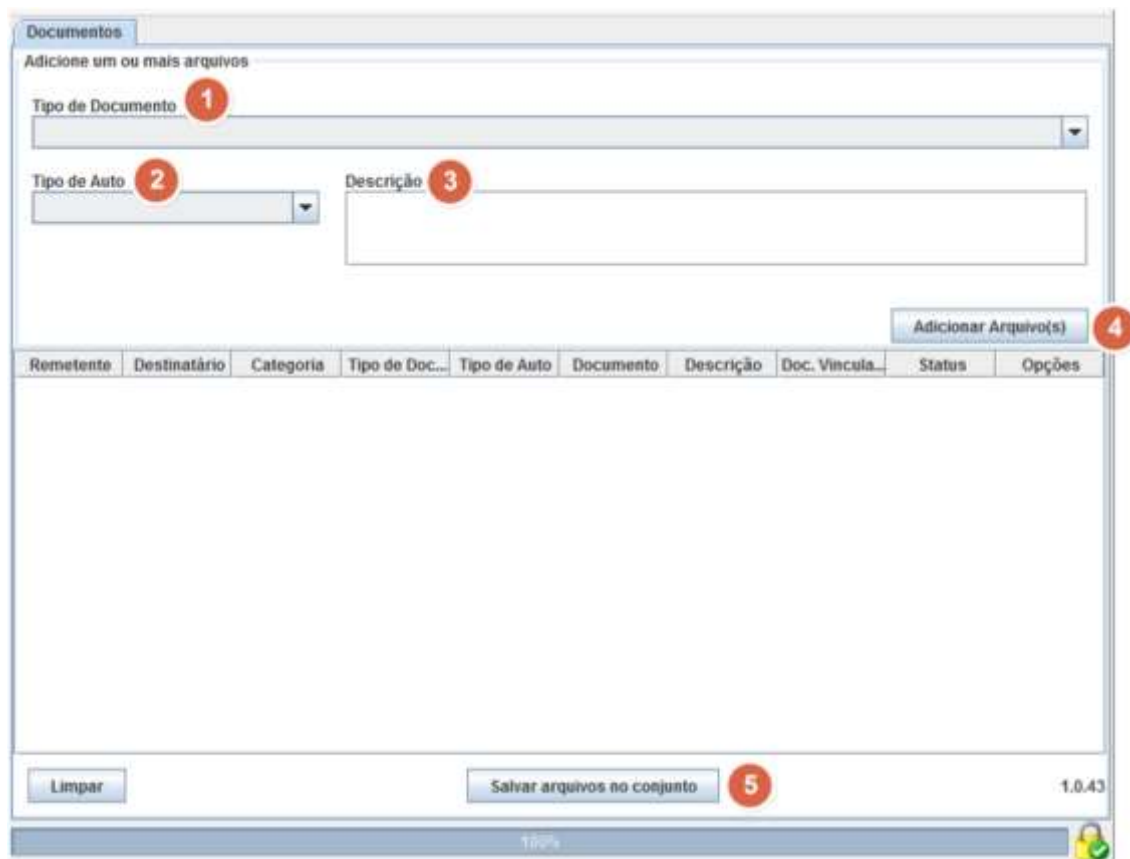 Documentos
Adicione um ou mais arquivos
Tipo de Documento 1
Tipo de Auto 2 Descrição 3
Adicionar Arquivo(s) 4
Remetente Destinatário Categoria Tipo de Doc... Tipo de Auto Documento Descrição Doc. Vincula... Status Opções
Limpar Salvar arquivos no conjunto 5 1.0.43
100%